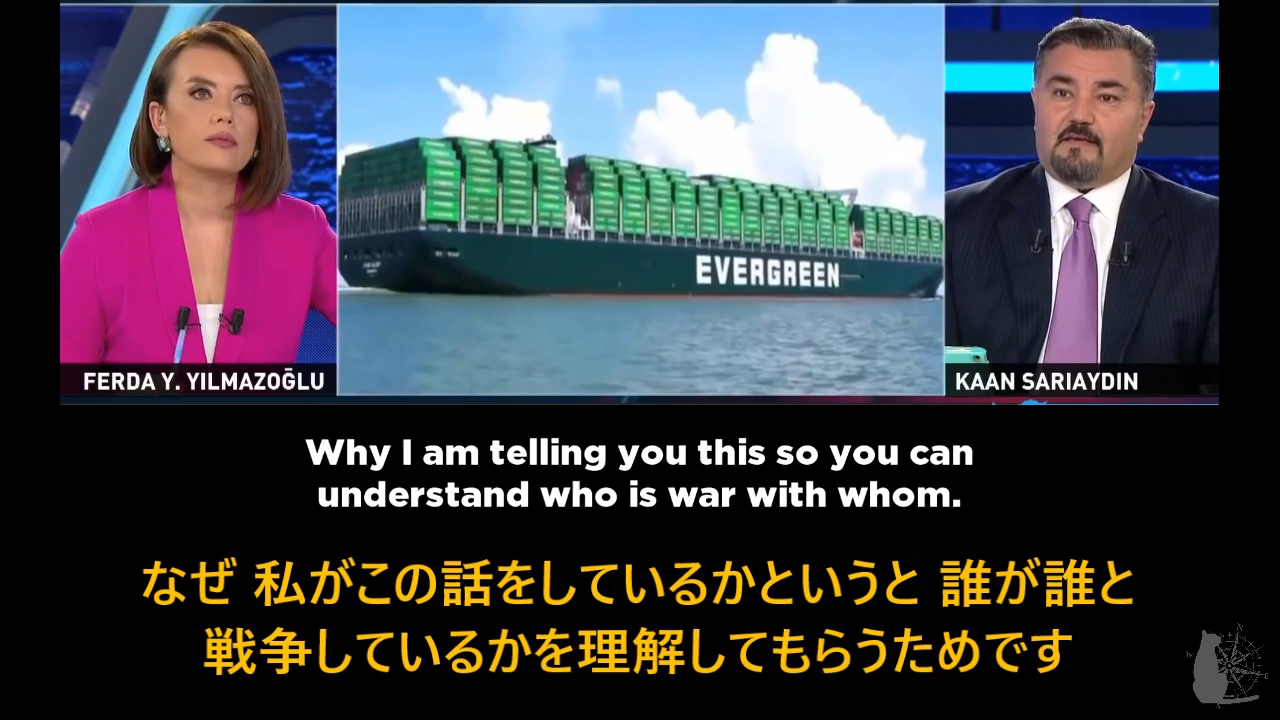 EVERGREEN
FERDA Y. YILMAZOĞLU
KAAN SARIAYDIN
Why I am telling you this so you can
understand who is war with whom.
なぜ 私がこの話をしているかというと 誰が誰と
戦争しているかを理解してもらうためです